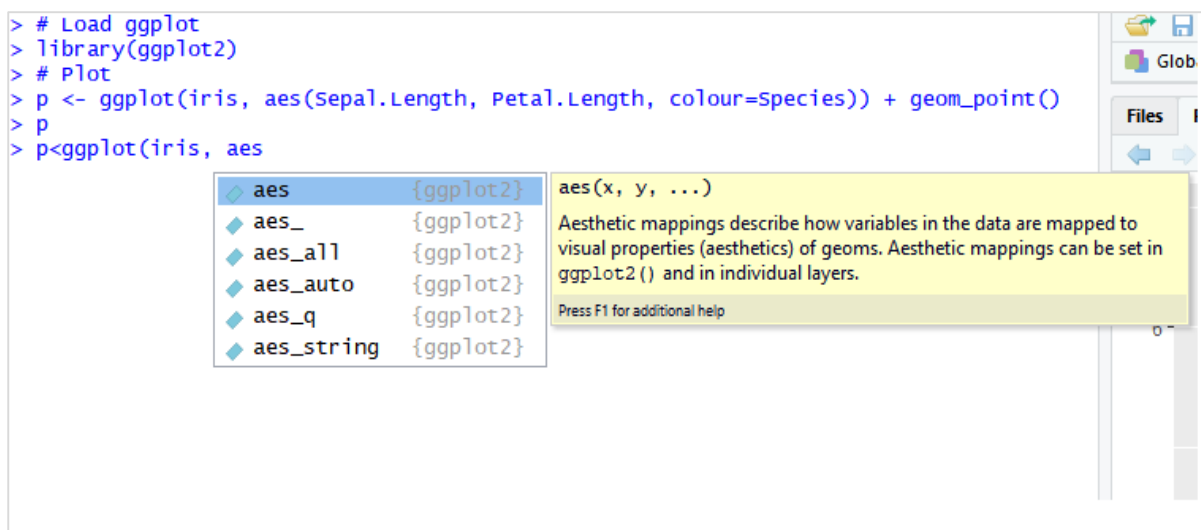 > # Load ggplot
> library(ggplot2)
> # Plot
> p <- ggplot(iris, aes(Sepal.Length, Petal.Length, colour=Species)) + geom_point()
> p
> p<ggplot(iris, aes
aes {ggplot2}
aes_ {ggplot2}
aes_all {ggplot2}
aes_auto {ggplot2}
aes_q {ggplot2}
aes_string {ggplot2}
aes(x, y, ...)
Aesthetic mappings describe how variables in the data are mapped to
visual properties (aesthetics) of geoms. Aesthetic mappings can be set in
ggplot2() and in individual layers.
Press F1 for additional help
Globa
Files